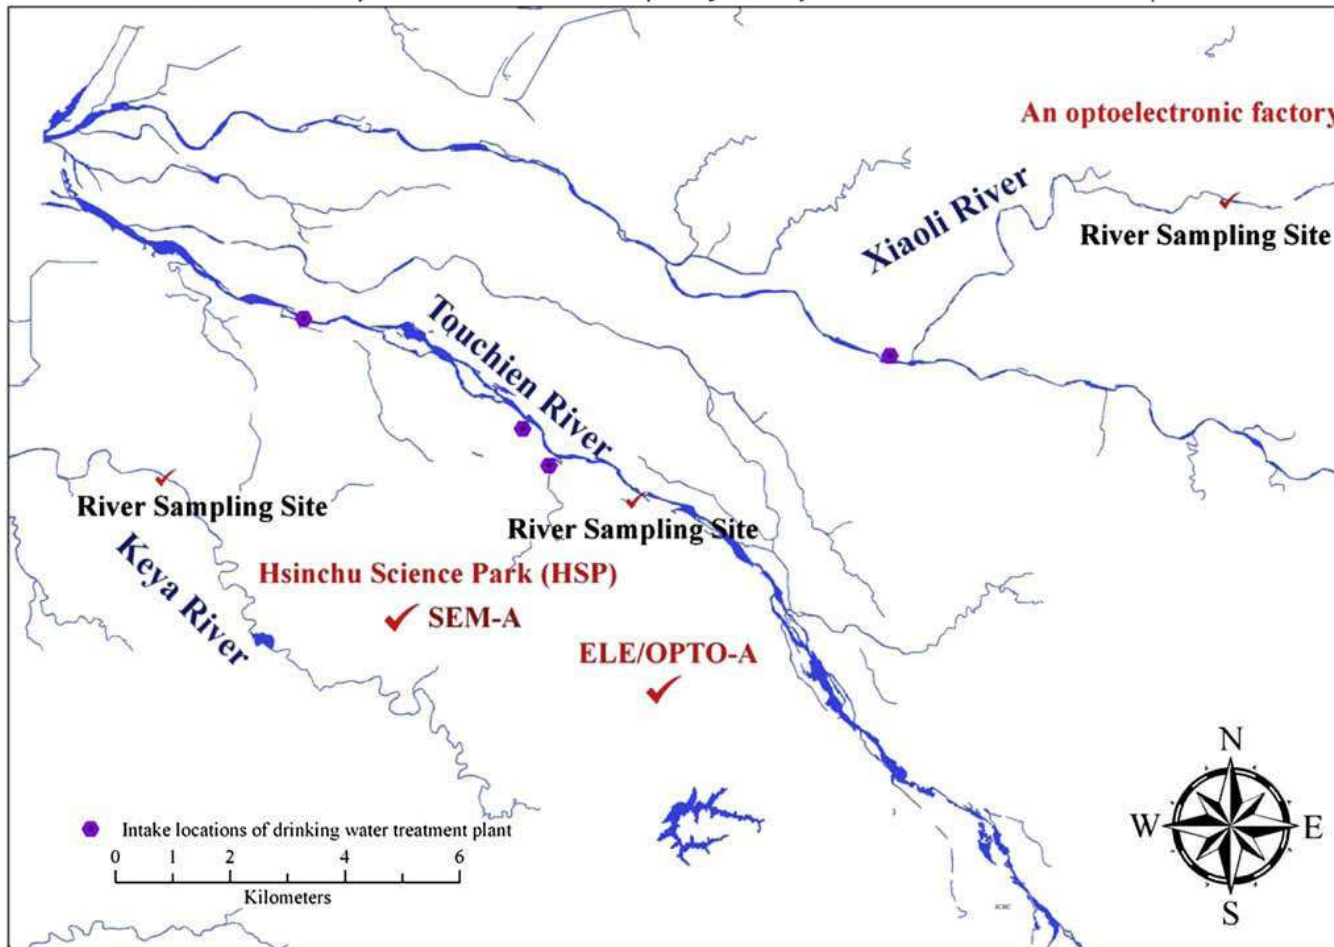 An optoelectronic factory
Xiaoli River
River Sampling Site
Touchien River
River Sampling Site
River Sampling Site
Keya River
Hsinchu Science Park (HSP)
SEM-A
ELE/OPTO-A
Intake locations of drinking water treatment plant
0 1 2 4 6
Kilometers
N
W E
S